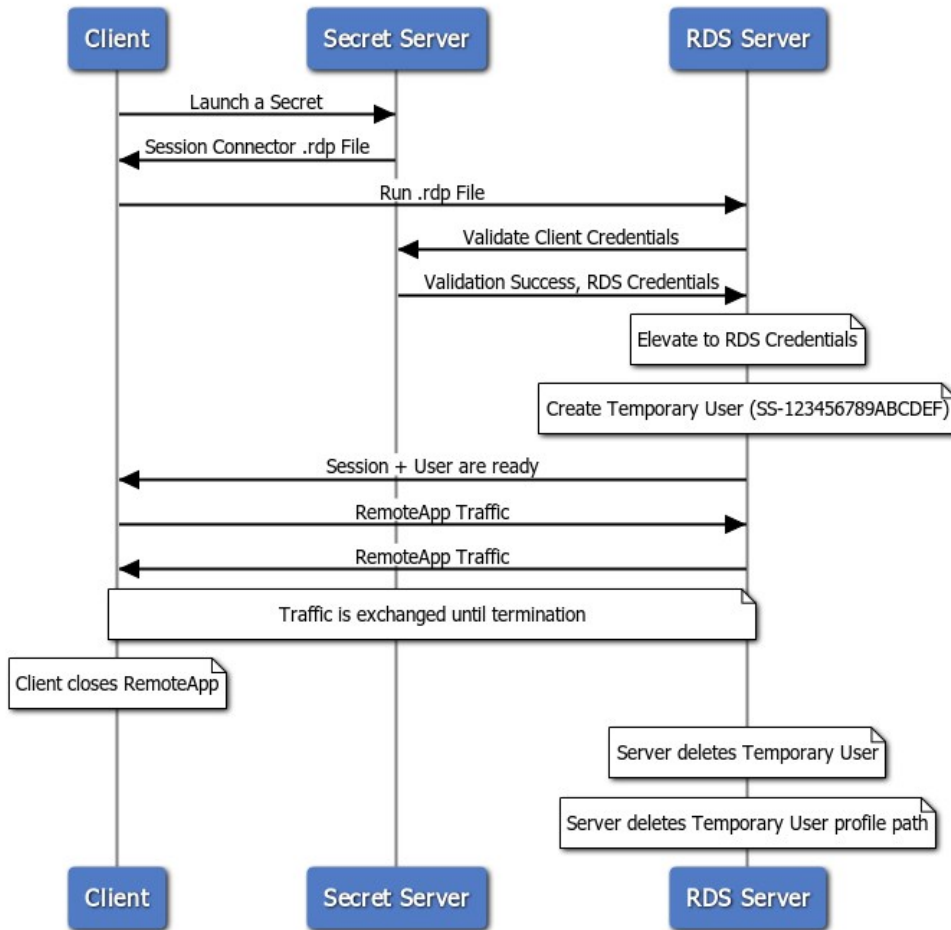 Client
Secret Server
RDS Server
Launch a Secret
Session Connector .rdp File
Run .rdp File
Validate Client Credentials
Validation Success, RDS Credentials
Elevate to RDS Credentials
Create Temporary User (SS-123456789ABCDEF)
Session + User are ready
RemoteApp Traffic
RemoteApp Traffic
Traffic is exchanged until termination
Client closes RemoteApp
Server deletes Temporary User
Server deletes Temporary User profile path
Client
Secret Server
RDS Server